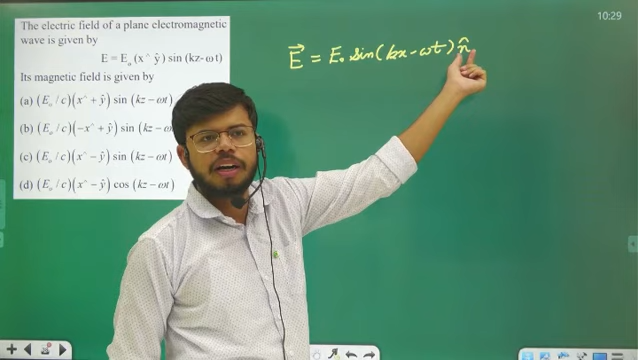 10:29
The electric field of a plane electromagnetic
wave is given by
E = E₀ (x^ ŷ) sin (kz - ωt)
Its magnetic field is given by
(a) (E₀ / c)(x^ + ŷ) sin (kz − ωt)
(b) (E₀ / c)(−x^ + ŷ) sin (kz − ωt
(c) (E₀ / c)(x^ − ŷ) sin (kz − ωt)
(d) (E₀ / c)(x^ − ŷ) cos (kz − ωt)
E⃗ = E₀ sin(kx - ωt) n̂